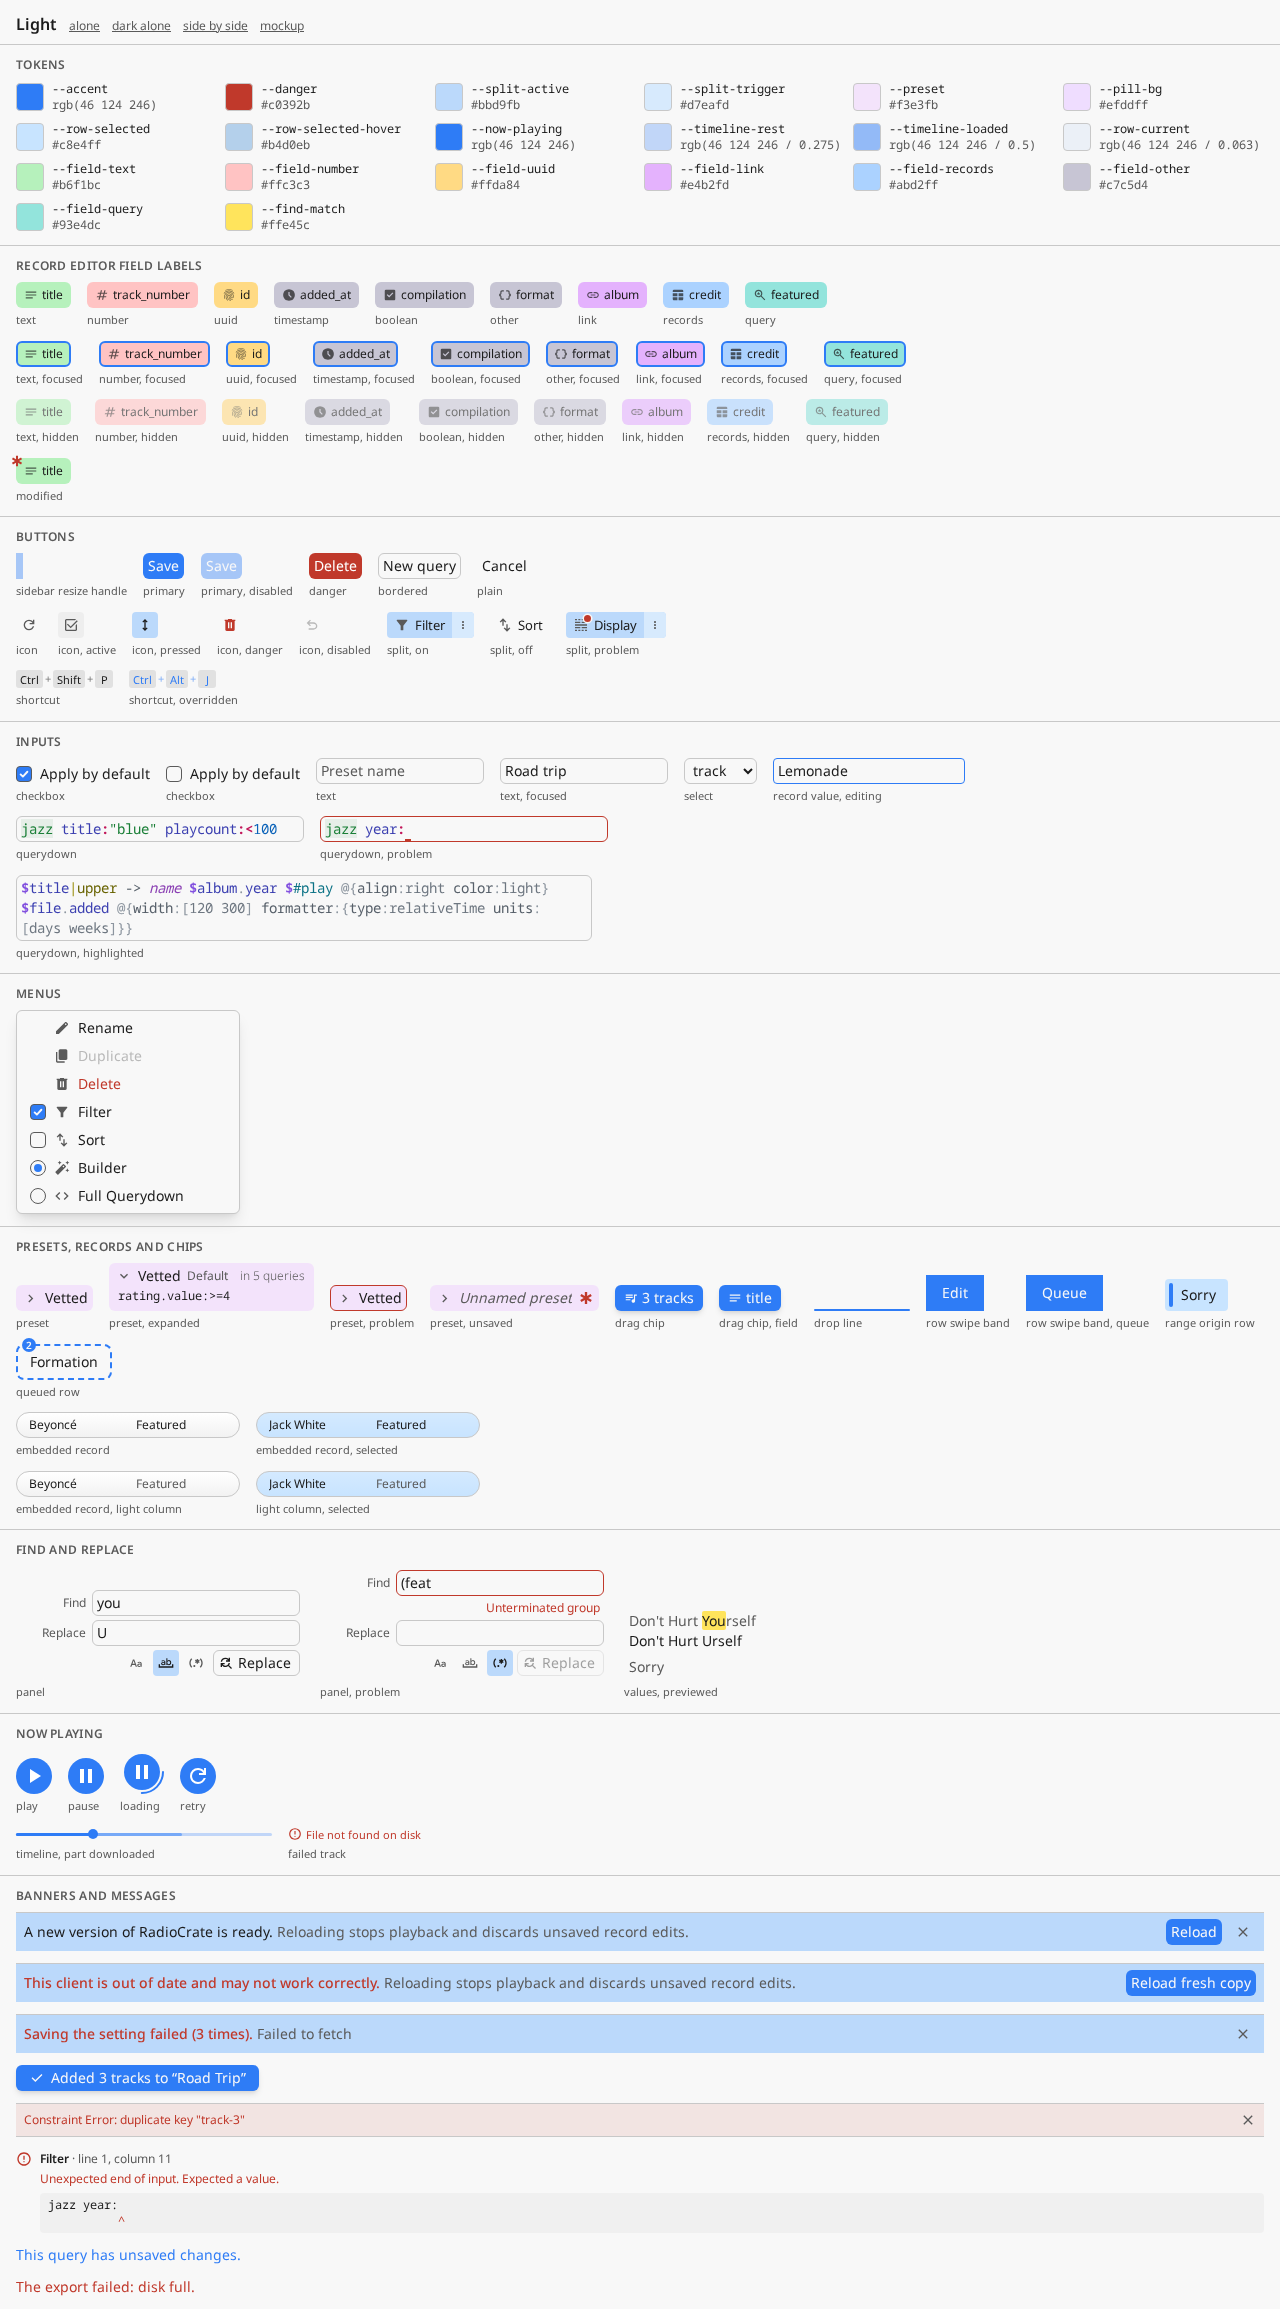 Light alone dark alone side by side mockup
TOKENS
--accent --danger --split-active --split-trigger --preset --pill-bg
rgb(46 124 246) #c0392b #bbd9fb #d7eafd #f3e3fb #efddff
--row-selected --row-selected-hover --now-playing --timeline-rest --timeline-loaded --row-current
#c8e4ff #b4d0eb rgb(46 124 246) rgb(46 124 246 / 0.275) rgb(46 124 246 / 0.5) rgb(46 124 246 / 0.063)
--field-text --field-number --field-uuid --field-link --field-records --field-other
#b6f1bc #ffc3c3 #ffda84 #e4b2fd #abd2ff #c7c5d4
--field-query --find-match
#93e4dc #ffe45c
RECORD EDITOR FIELD LABELS
title track_number id added_at compilation format album credit featured
text number uuid timestamp boolean other link records query
title track_number id added_at compilation format album credit featured
text, focused number, focused uuid, focused timestamp, focused boolean, focused other, focused link, focused records, focused query, focused
title track_number id added_at compilation format album credit featured
text, hidden number, hidden uuid, hidden timestamp, hidden boolean, hidden other, hidden link, hidden records, hidden query, hidden
title
modified
BUTTONS
Save Save Delete New query Cancel
sidebar resize handle primary primary, disabled danger bordered plain
Filter Sort Display
icon icon, active icon, pressed icon, danger icon, disabled split, on split, off split, problem
Ctrl + Shift + P Ctrl + Alt + J
shortcut shortcut, overridden
INPUTS
Apply by default Apply by default Preset name Road trip track Lemonade
checkbox checkbox text text, focused select record value, editing
jazz title:"blue" playcount:<100 jazz year:
querydown querydown, problem
$title|upper -> name $album.year $#play @{align:right color:light}
$file.added @{width:[120 300] formatter:{type:relativeTime units:
[days weeks]}}
querydown, highlighted
MENUS
Rename
Duplicate
Delete
Filter
Sort
Builder
Full Querydown
PRESETS, RECORDS AND CHIPS
Vetted Vetted Default in 5 queries Vetted Unnamed preset 3 tracks title Edit Queue Sorry
rating.value:>=4
preset preset, expanded preset, problem preset, unsaved drag chip drag chip, field drop line row swipe band row swipe band, queue range origin row
2
Formation
queued row
Beyoncé Featured Jack White Featured
embedded record embedded record, selected
Beyoncé Featured Jack White Featured
embedded record, light column light column, selected
FIND AND REPLACE
Find you Find (feat
Unterminated group
Replace U Replace
Don't Hurt Yourself
Don't Hurt Urself
Sorry
Aa ab (.*) Replace Aa ab (.*) Replace
panel panel, problem values, previewed
NOW PLAYING
play pause loading retry
File not found on disk
timeline, part downloaded failed track
BANNERS AND MESSAGES
A new version of RadioCrate is ready. Reloading stops playback and discards unsaved record edits. Reload
This client is out of date and may not work correctly. Reloading stops playback and discards unsaved record edits. Reload fresh copy
Saving the setting failed (3 times). Failed to fetch
Added 3 tracks to “Road Trip”
Constraint Error: duplicate key "track-3"
Filter · line 1, column 11
Unexpected end of input. Expected a value.
jazz year:
^
This query has unsaved changes.
The export failed: disk full.